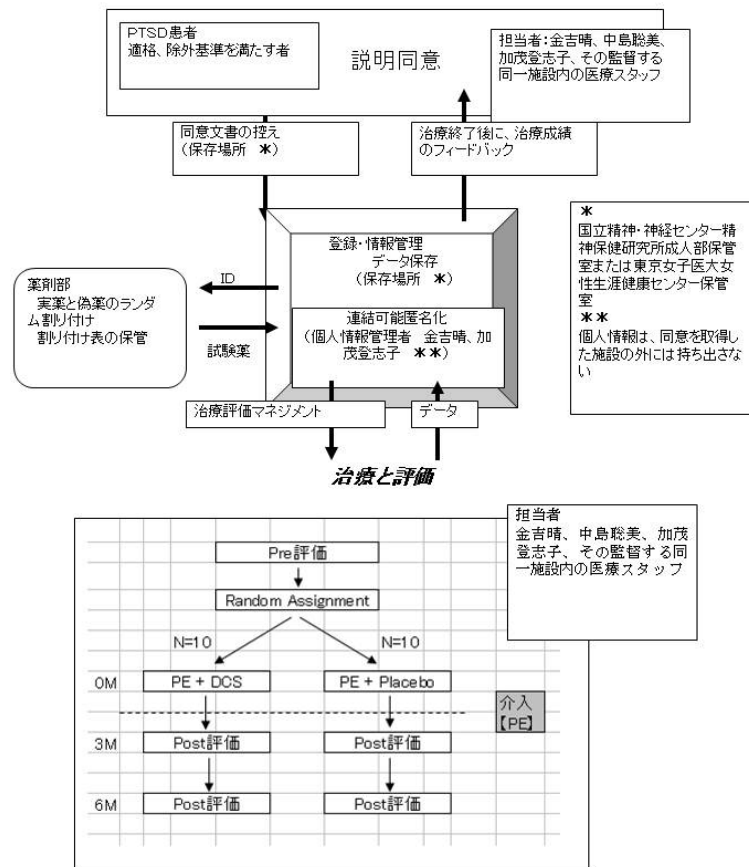 PTSD患者
適格、除外基準を満たす者
説明同意
担当者：金吉晴、中島聡美、
加茂登志子、その監督する
同一施設内の医療スタッフ
同意文書の控え
（保存場所　＊）
治療終了後に、治療成績
のフィードバック
登録・情報管理
データ保存
（保存場所　＊）
連結可能匿名化
（個人情報管理者　金吉晴、加
茂登志子　＊＊）
ID
試験薬
薬剤部
実薬と偽薬のランダ
ム割り付け
割り付け表の保管
＊
国立精神・神経センター精
神保健研究所成人部保管
室または東京女子医大女
性生涯健康センター保管
室
＊＊
個人情報は、同意を取得し
た施設の外には持ち出さな
い
治療評価マネジメント
データ
治療と評価
担当者
金吉晴、中島聡美、加茂
登志子、その監督する同
一施設内の医療スタッフ
Pre評価
Random Assignment
N=10
N=10
0M
PE + DCS
PE + Placebo
介入
【PE】
3M
Post評価
Post評価
6M
Post評価
Post評価